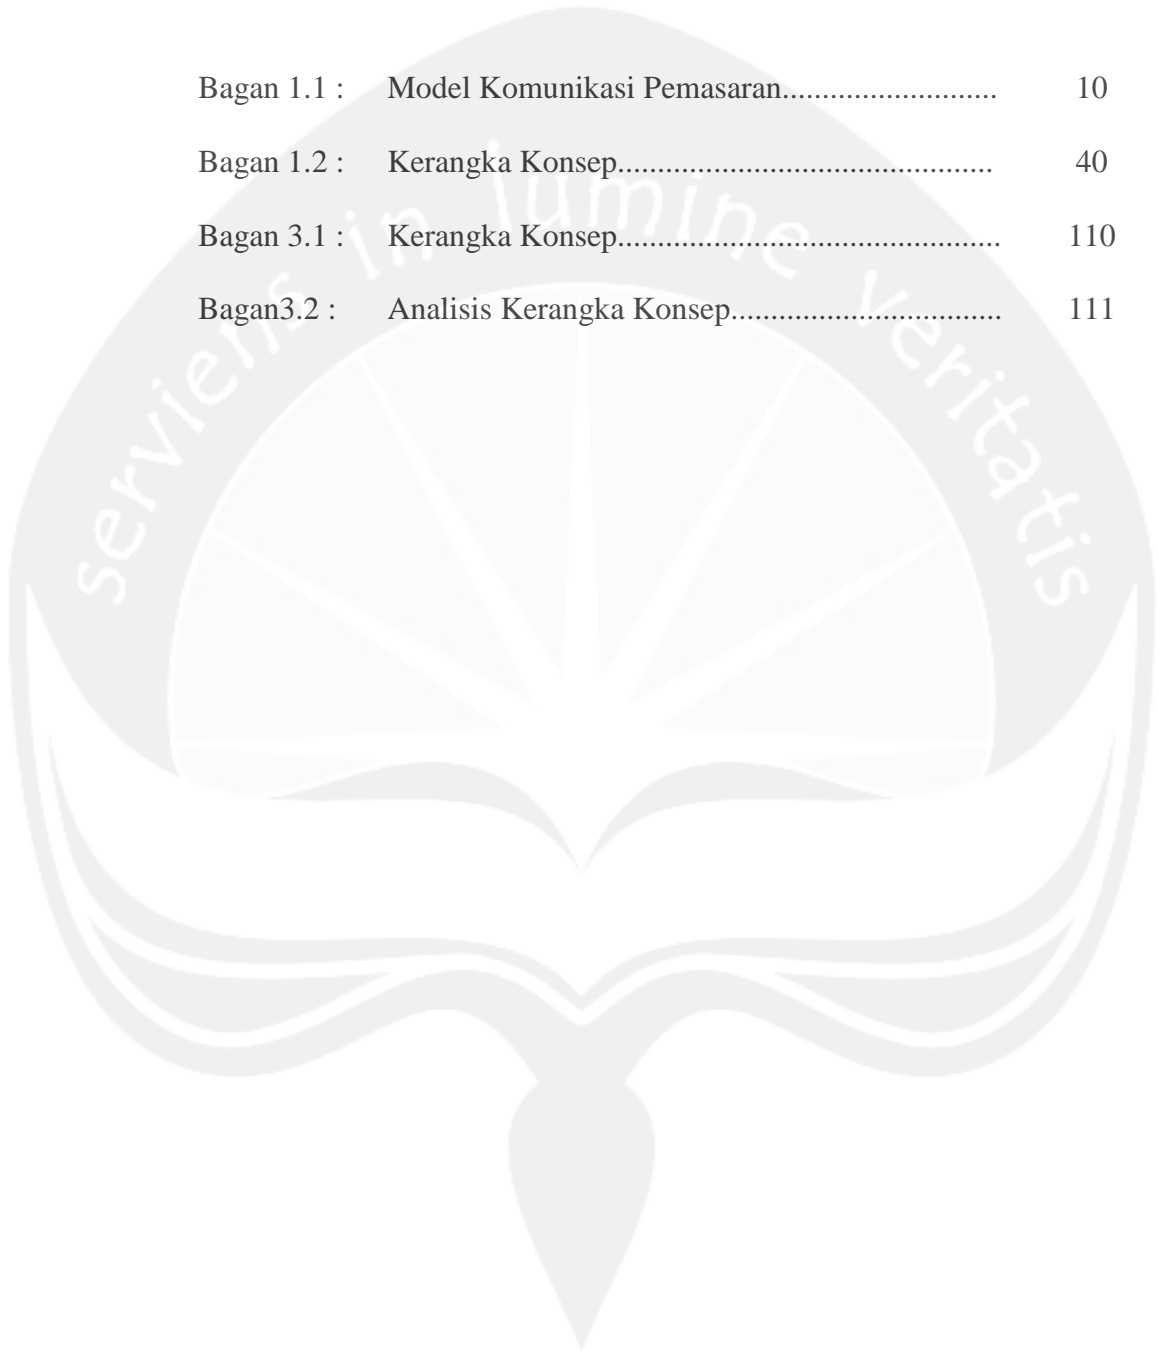 Bagan 1.1 : Model Komunikasi Pemasaran........................... 10
Bagan 1.2 : Kerangka Konsep............................................... 40
Bagan 3.1 : Kerangka Konsep................................................ 110
Bagan3.2 : Analisis Kerangka Konsep.................................. 111
serviens in lumine veritatis